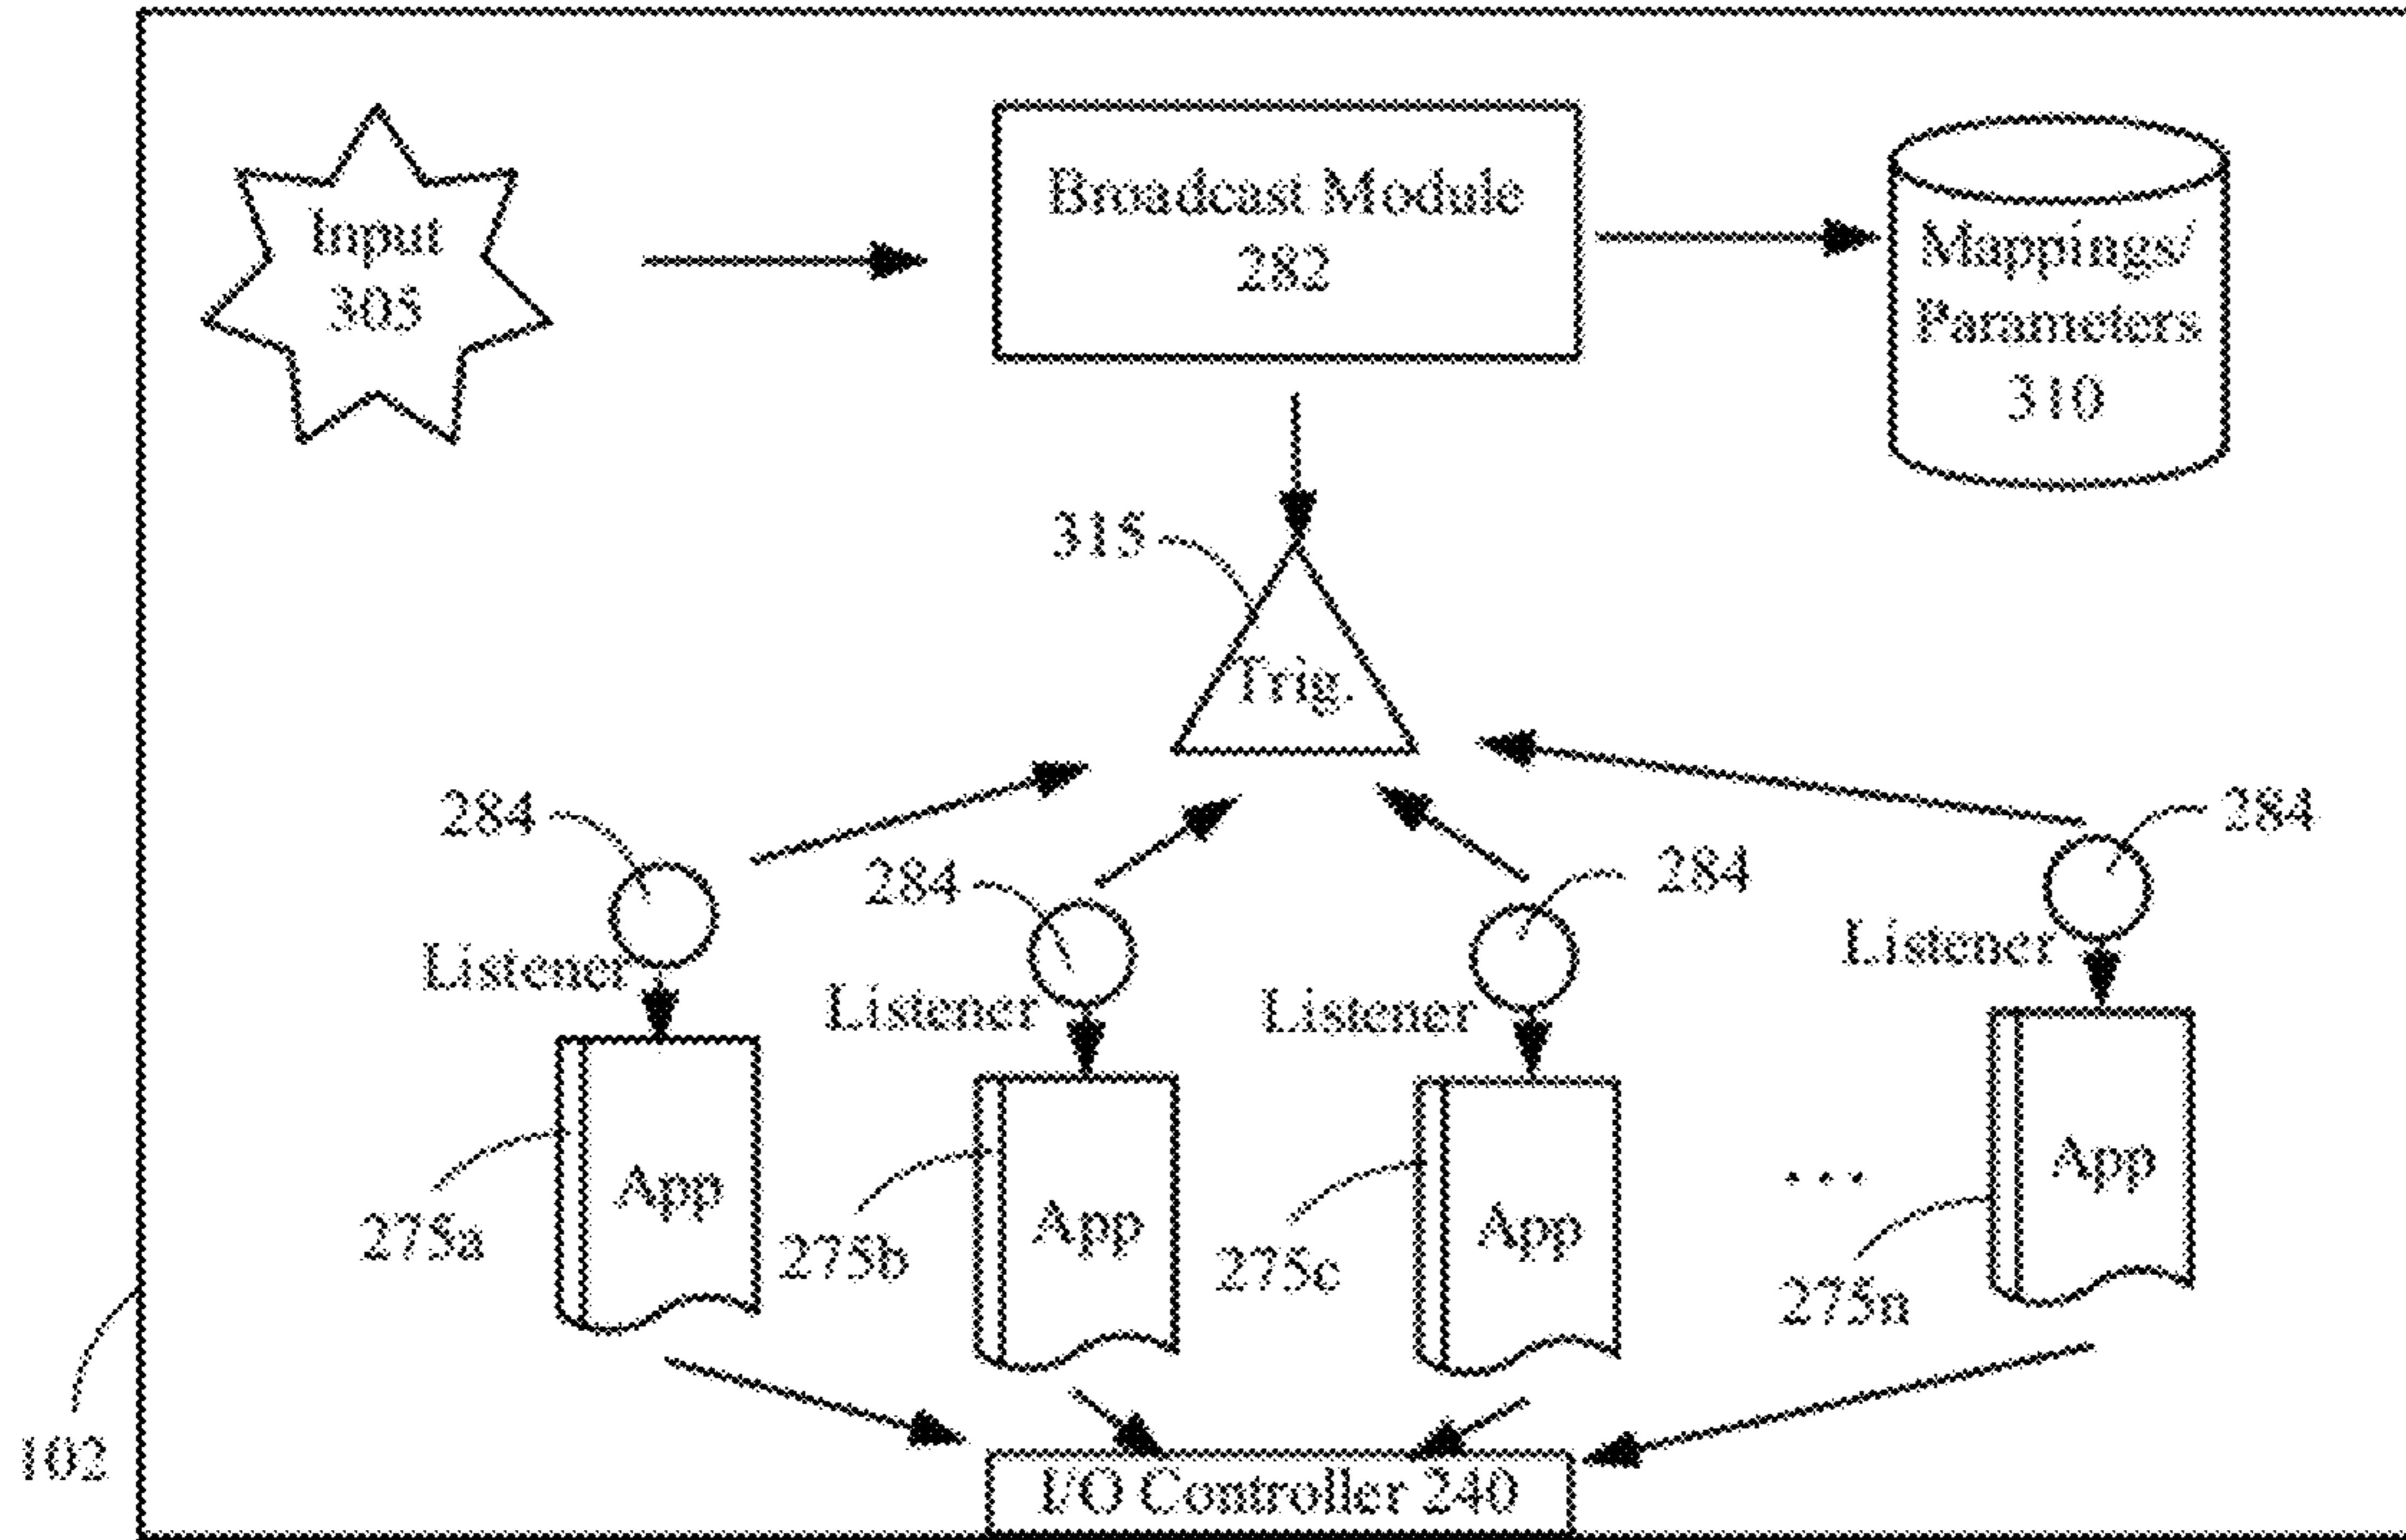 Input
305
Broadcast Module
282
Mappings/
Parameters
310
315
Trig.
284
284
284
284
Listener
Listener
Listener
Listener
App
App
App
App
. . .
275a
275b
275c
275n
102
I/O Controller 240